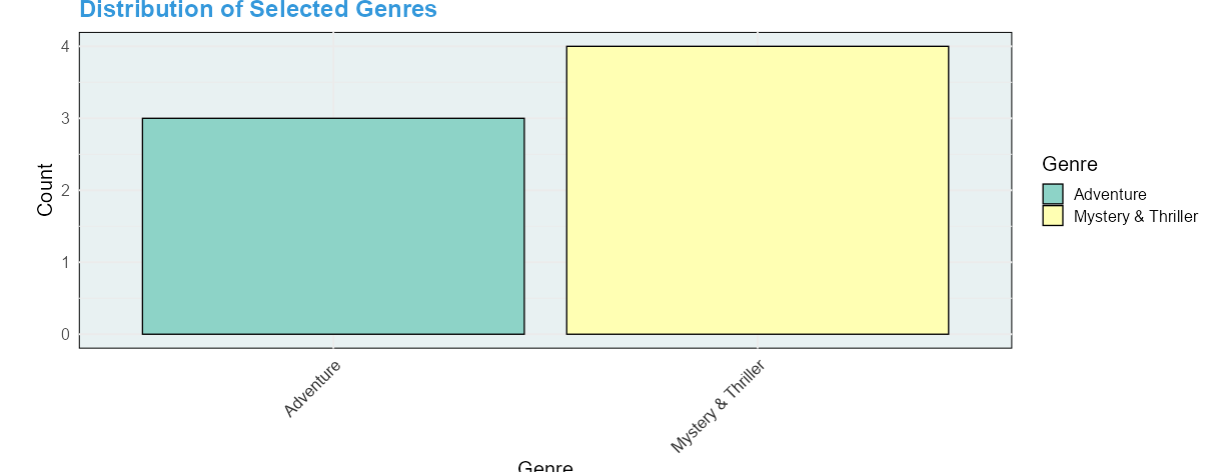 Distribution of Selected Genres
4
3
2
1
0
Count
Adventure
Mystery & Thriller
Genre
Genre
Adventure
Mystery & Thriller